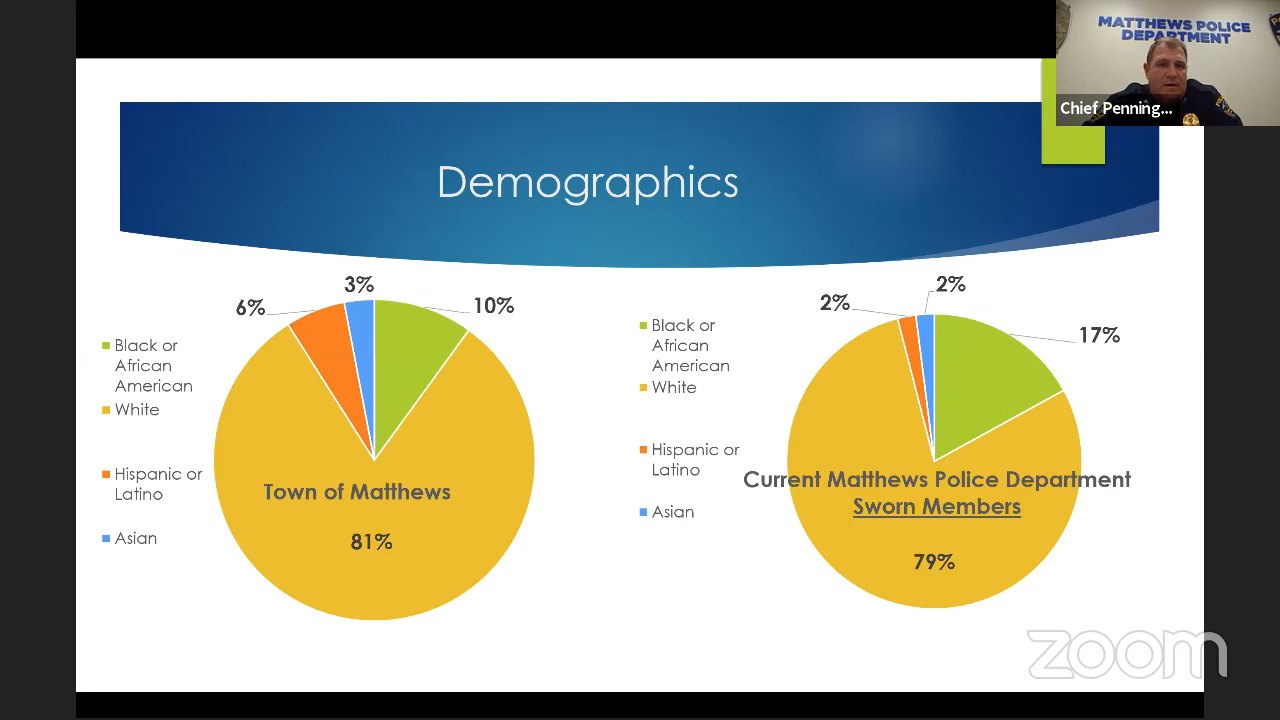 MATTHEWS POLICE
DEPARTMENT
Chief Penning...
Demographics
3%
6%
10%
Black or
African
American
White
Hispanic or
Latino
Asian
Town of Matthews
81%
2%
2%
17%
Black or
African
American
White
Hispanic or
Latino
Asian
Current Matthews Police Department
Sworn Members
79%
zoom